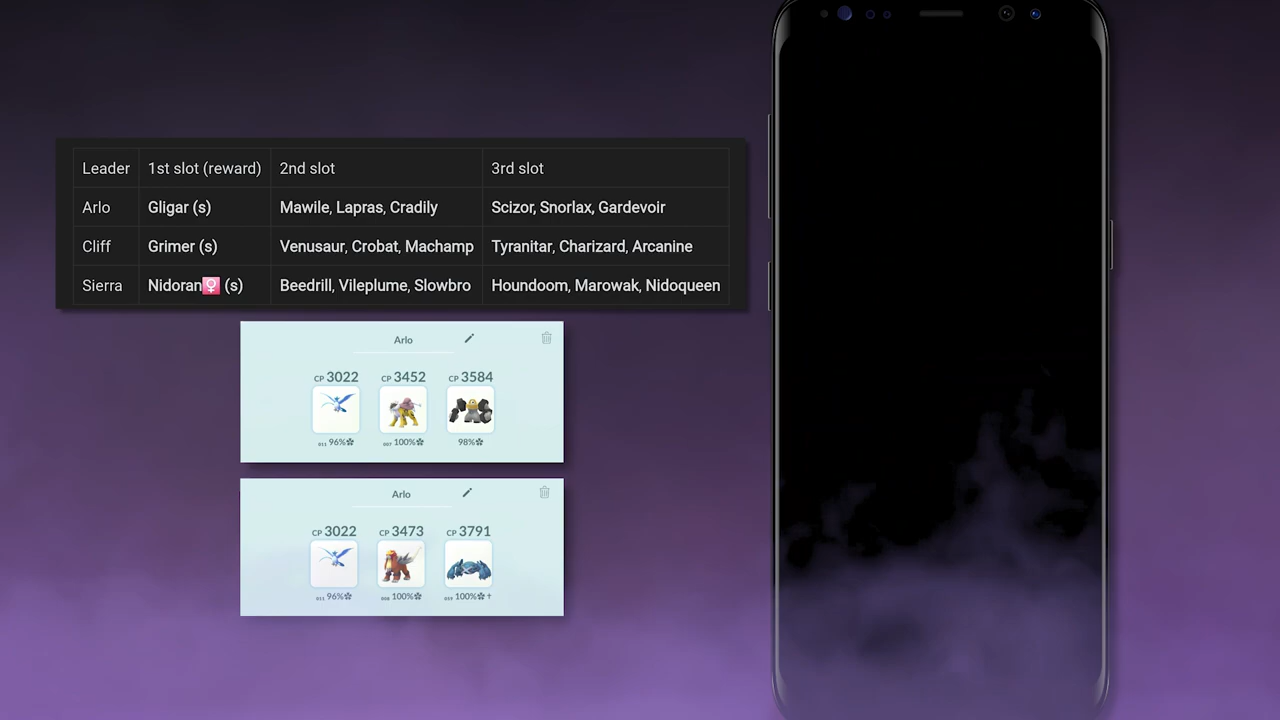 Leader 1st slot (reward) 2nd slot 3rd slot
Arlo Gligar (s) Mawile, Lapras, Cradily Scizor, Snorlax, Gardevoir
Cliff Grimer (s) Venusaur, Crobat, Machamp Tyranitar, Charizard, Arcanine
Sierra Nidoran♀ (s) Beedrill, Vileplume, Slowbro Houndoom, Marowak, Nidoqueen
Arlo
CP 3022 CP 3452 CP 3584
96% 100% 98%
Arlo
CP 3022 CP 3473 CP 3791
96% 100% 100%†